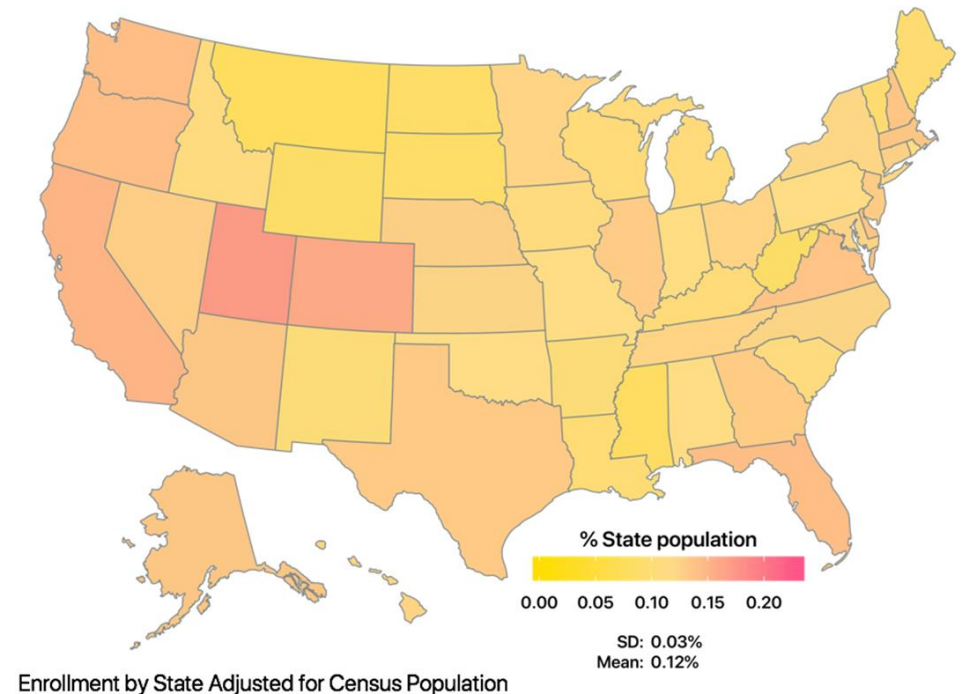 % State population
0.00 0.05 0.10 0.15 0.20
SD: 0.03%
Mean: 0.12%
Enrollment by State Adjusted for Census Population